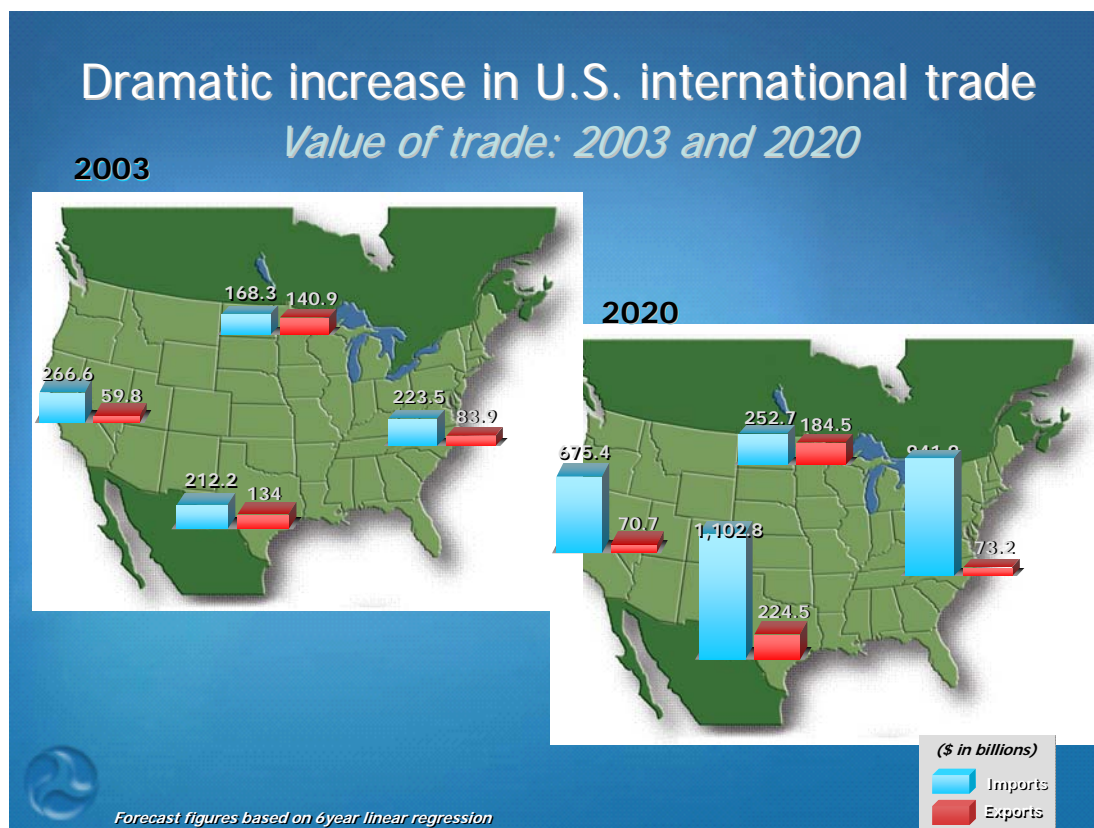 Dramatic increase in U.S. international trade
Value of trade: 2003 and 2020
2003
168.3
140.9
266.6
59.8
223.5
83.9
212.2
134
2020
252.7
184.5
675.4
70.7
1,102.8
73.2
224.5
($ in billions)
Imports
Exports
Forecast figures based on 6year linear regression